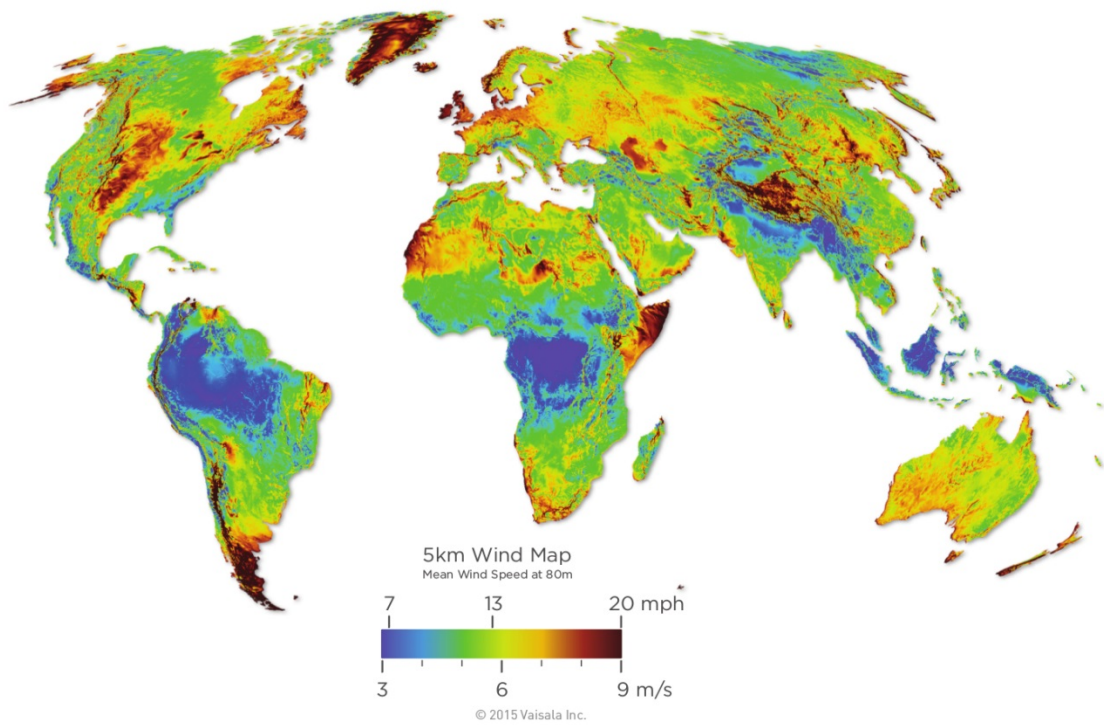 5km Wind Map
Mean Wind Speed at 80m
7 13 20 mph
3 6 9 m/s
© 2015 Vaisala Inc.